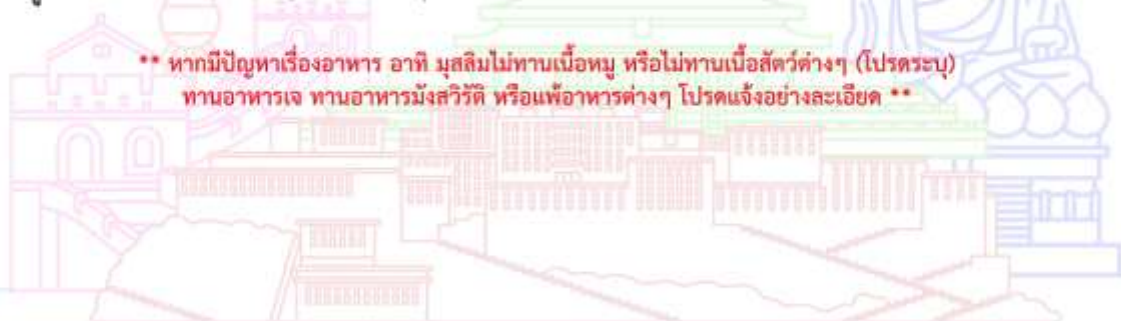 ** หากมีปัญหาเรื่องอาหาร อาทิ มุสลิมไม่ทานเนื้อหมู หรือไม่ทานเนื้อสัตว์ต่างๆ (โปรดระบุ)
ทานอาหารเจ ทานอาหารมังสวิรัติ หรือแพ้อาหารต่างๆ โปรดแจ้งอย่างละเอียด **